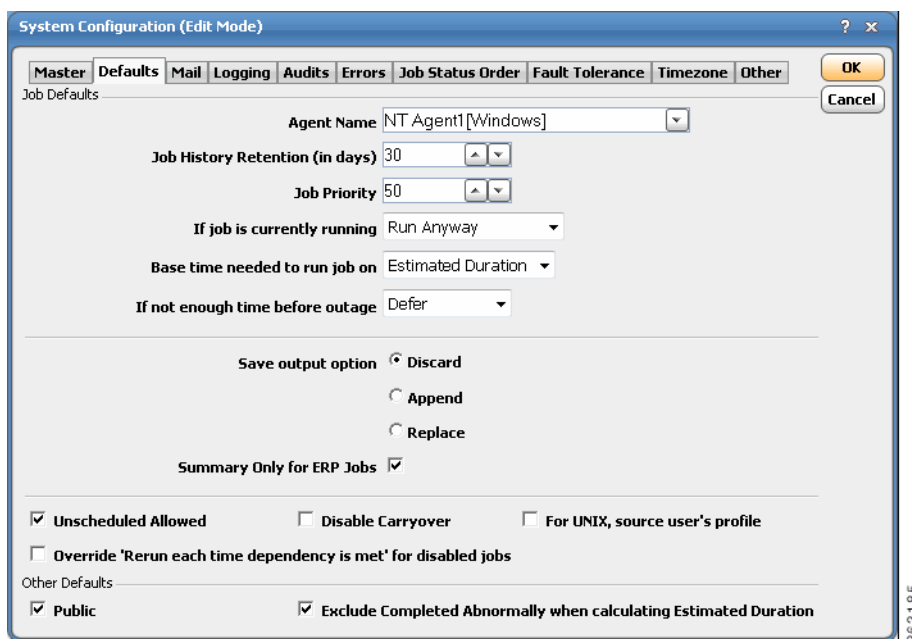 System Configuration (Edit Mode) ? x
Master Defaults Mail Logging Audits Errors Job Status Order Fault Tolerance Timezone Other
OK
Job Defaults
Cancel
Agent Name NT Agent1[Windows]
Job History Retention (in days) 30
Job Priority 50
If job is currently running Run Anyway
Base time needed to run job on Estimated Duration
If not enough time before outage Defer
Save output option Discard
Append
Replace
Summary Only for ERP Jobs
Unscheduled Allowed Disable Carryover For UNIX, source user's profile
Override 'Rerun each time dependency is met' for disabled jobs
Other Defaults
Public Exclude Completed Abnormally when calculating Estimated Duration